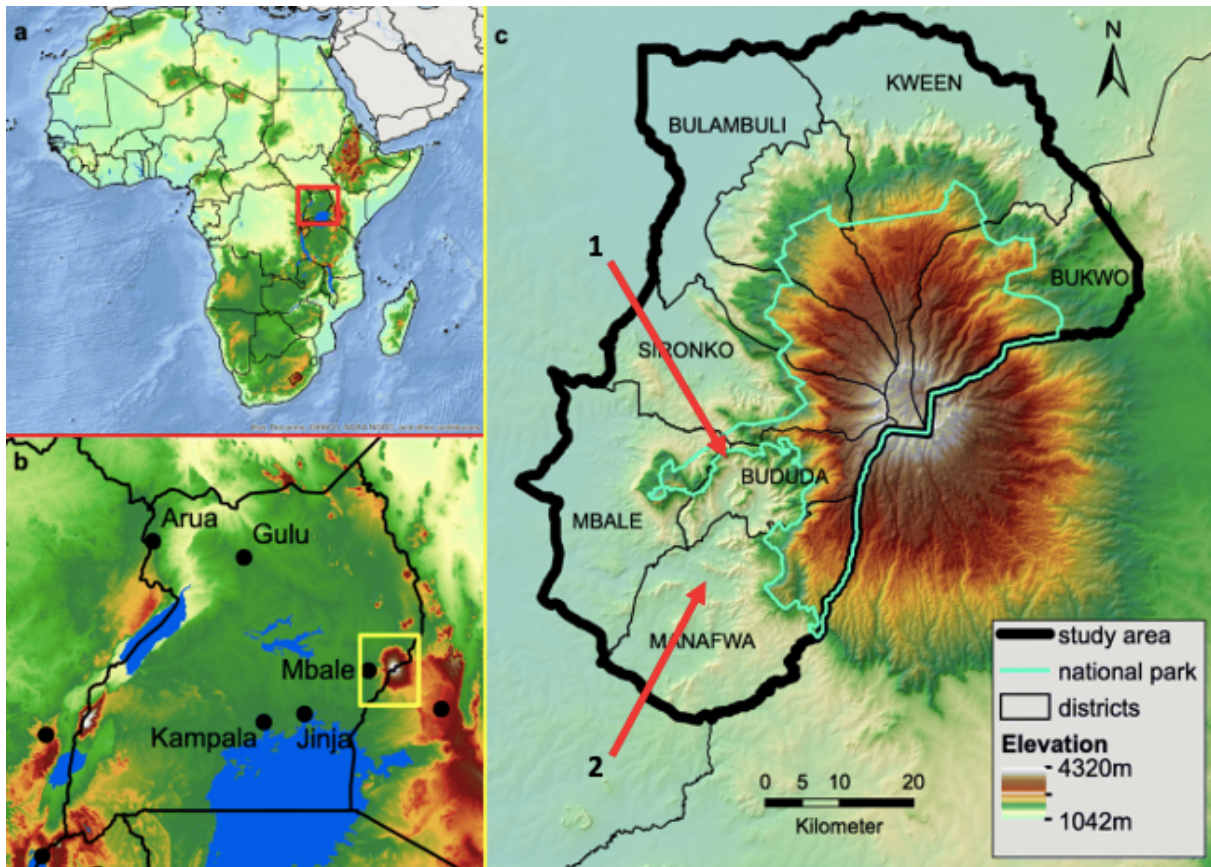 a
b
Arua
Gulu
Mbale
Kampala
Jinja
c
N
KWEEN
BULAMBULI
1
BUKWO
SIRONKO
BUDUDA
MBALE
MANAFWA
2
0 5 10 20
Kilometer
study area
national park
districts
Elevation
4320m
1042m